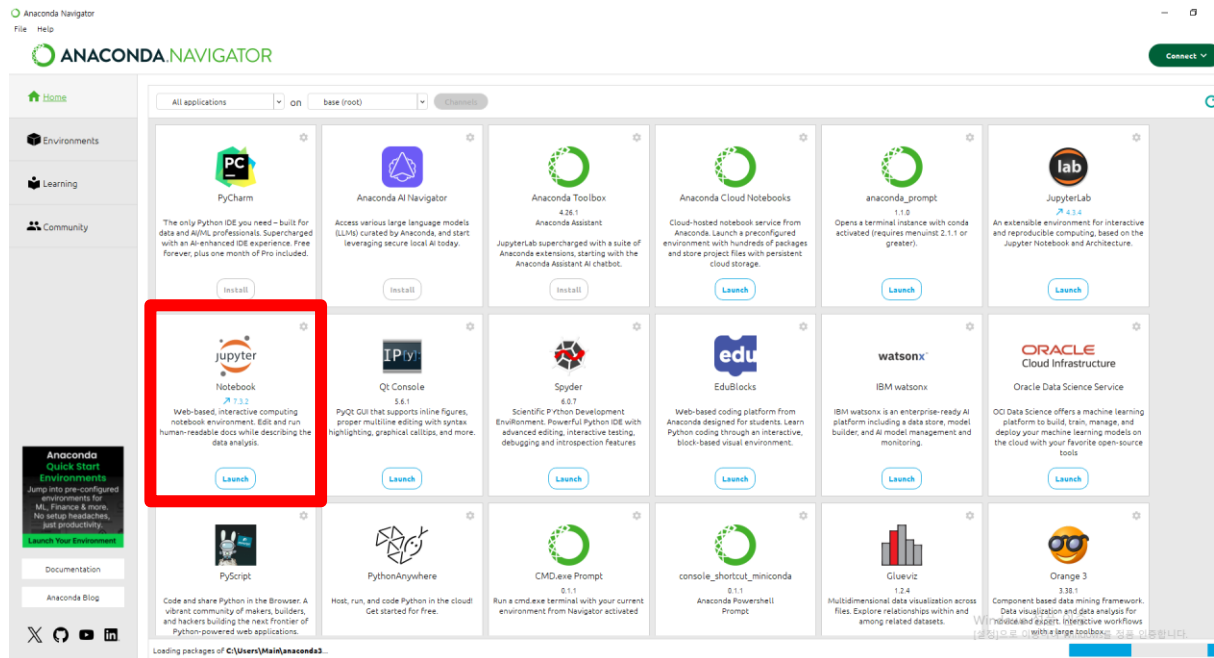 Anaconda Navigator
File Help
ANACONDA.NAVIGATOR
Connect
Home
Environments
Learning
Community
All applications
on
base (root)
Channels
PC
PyCharm
The only Python IDE you need – built for
data and AI/ML professionals. Supercharged
with an AI-enhanced IDE experience. Free
forever, plus one month of Pro included.
Install
Anaconda AI Navigator
Access various large language models
(LLMs) curated by Anaconda, and start
leveraging secure local AI today.
Install
Anaconda Toolbox
4.26.1
Anaconda Assistant
JupyterLab supercharged with a suite of
Anaconda extensions, starting with the
Anaconda Assistant AI chatbot.
Install
Anaconda Cloud Notebooks
Cloud-hosted notebook service from
Anaconda. Launch a preconfigured
environment with hundreds of packages
and store project files with persistent
cloud storage.
Launch
anaconda_prompt
1.1.0
Opens a terminal instance with conda
activated (requires menuinst 2.1.1 or
greater).
Launch
lab
JupyterLab
4.3.4
An extensible environment for interactive
and reproducible computing, based on the
Jupyter Notebook and Architecture.
Launch
jupyter
Notebook
7.3.2
Web-based, interactive computing
notebook environment. Edit and run
human-readable docs while describing the
data analysis.
Launch
IP[y]:
Qt Console
5.6.1
PyQt GUI that supports inline figures,
proper multiline editing with syntax
highlighting, graphical calltips, and more.
Launch
Spyder
6.0.7
Scientific PYthon Development
EnviRonment. Powerful Python IDE with
advanced editing, interactive testing,
debugging and introspection features
Launch
edu
EduBlocks
Web-based coding platform from
Anaconda designed for students. Learn
Python coding through an interactive,
block-based visual environment.
Launch
watsonx
IBM watsonx
IBM watsonx is an enterprise-ready AI
platform including a data store, model
builder, and AI model management and
monitoring.
Launch
ORACLE
Cloud Infrastructure
Oracle Data Science Service
OCI Data Science offers a machine learning
platform to build, train, manage, and
deploy your machine learning models on
the cloud with your favorite open-source
tools
Launch
PyScript
Code and share Python in the Browser. A
vibrant community of makers, builders,
and hackers building the next frontier of
Python-powered web applications.
PythonAnywhere
Host, run, and code Python in the cloud!
Get started for free.
CMD.exe Prompt
0.1.1
Run a cmd.exe terminal with your current
environment from Navigator activated
console_shortcut_miniconda
0.1.1
Anaconda Powershell
Prompt
Glueviz
1.2.4
Multidimensional data visualization across
files. Explore relationships within and
among related datasets.
Orange 3
3.38.1
Component based data mining framework.
Data visualization and data analysis for
novice and expert. Interactive workflows
with a large toolbox.
Anaconda
Quick Start
Environments
Jump into pre-configured
environments for
ML, Finance & more.
No setup headaches,
just productivity.
Launch Your Environment
Documentation
Anaconda Blog
Loading packages of C:\Users\Main\anaconda3...
정품 인증합니다.